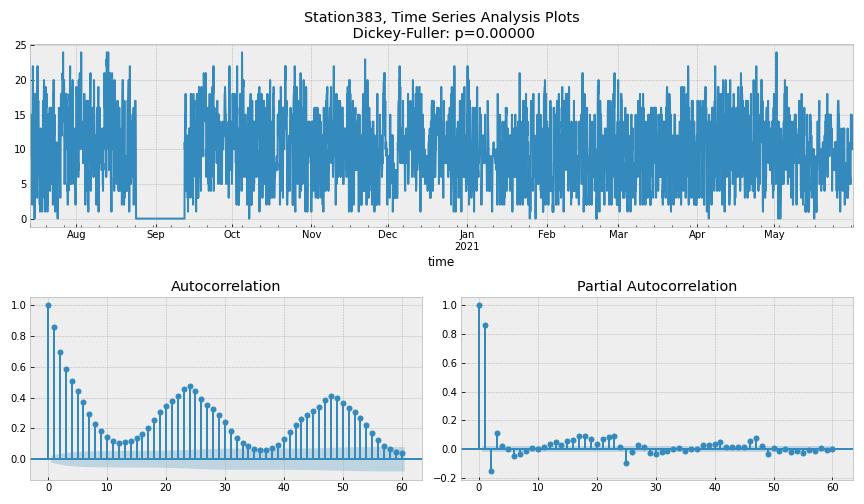 Station383, Time Series Analysis Plots
Dickey-Fuller: p=0.00000
25
20
15
10
5
0
Aug Sep Oct Nov Dec Jan Feb Mar Apr May
2021
time
Autocorrelation
1.0
0.8
0.6
0.4
0.2
0.0
0 10 20 30 40 50 60
Partial Autocorrelation
1.0
0.8
0.6
0.4
0.2
0.0
−0.2
0 10 20 30 40 50 60